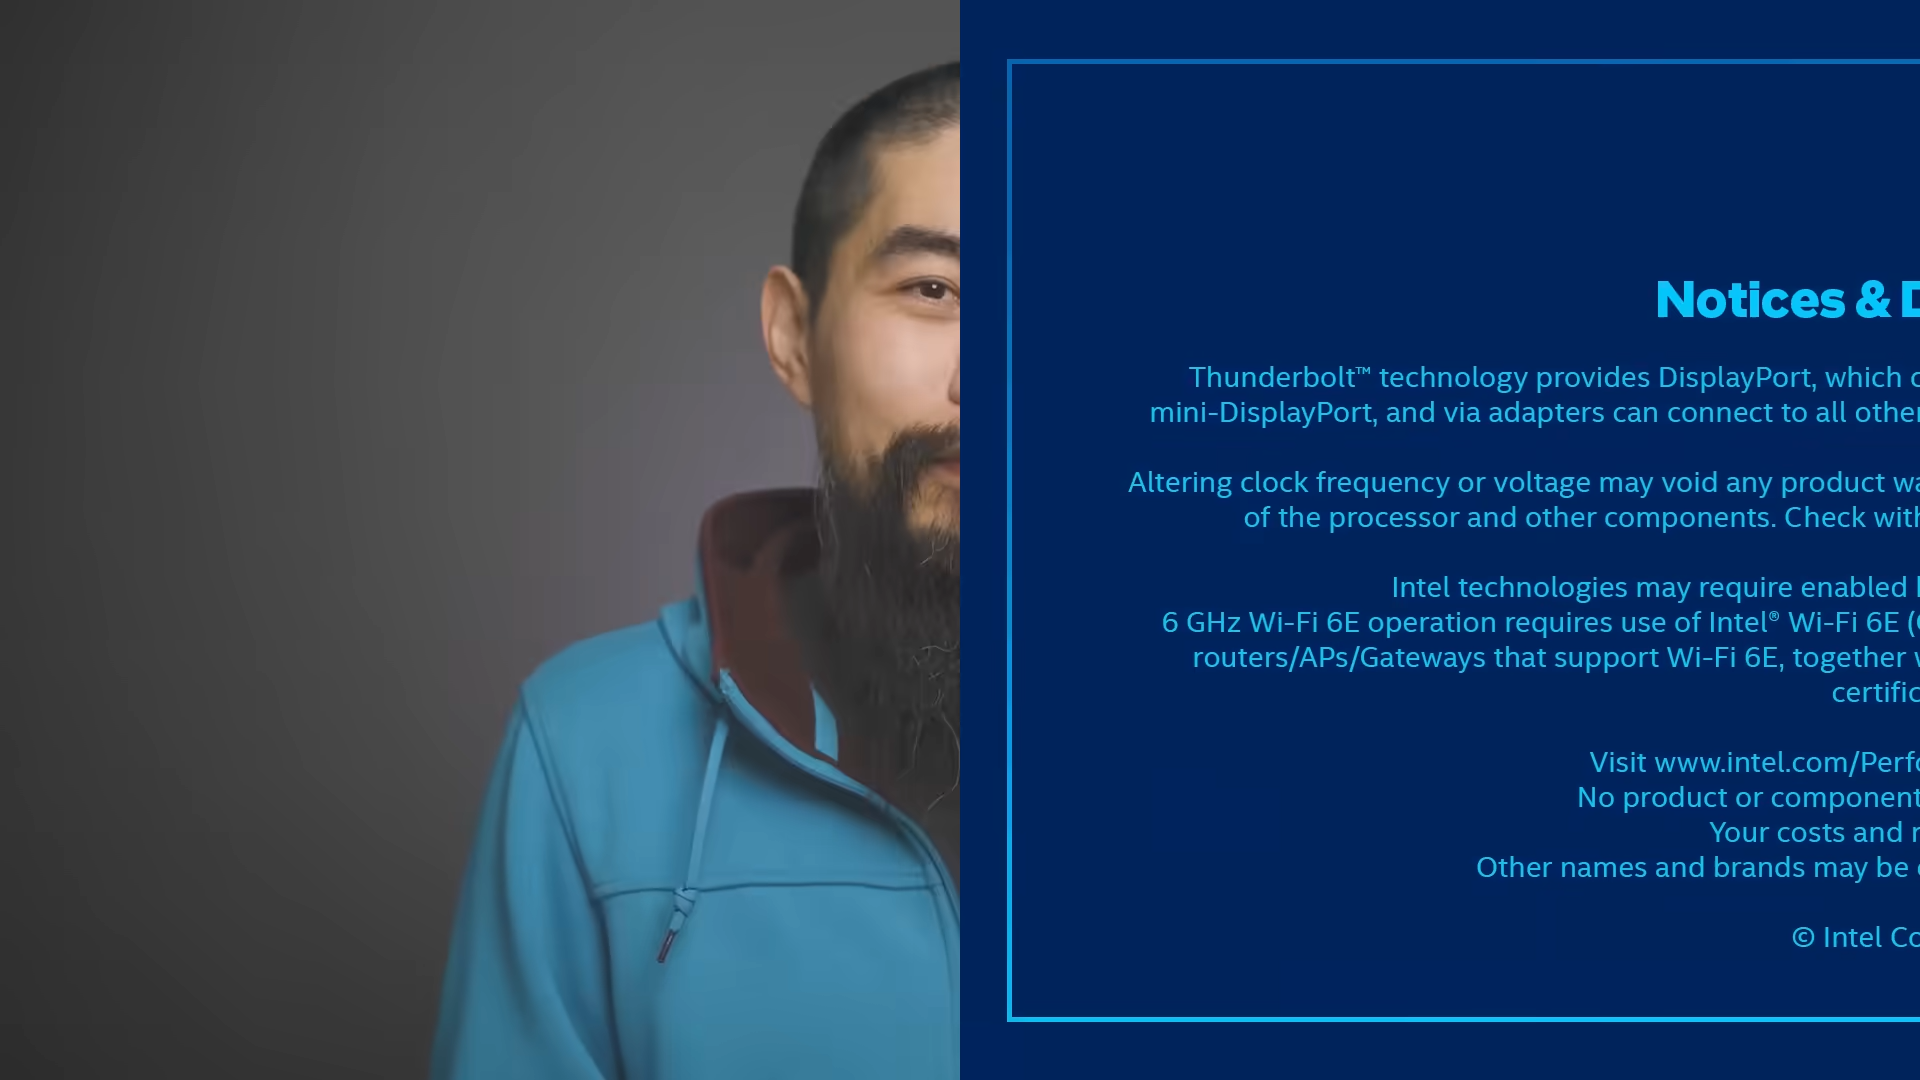 Notices &
Thunderbolt™ technology provides DisplayPort, which
mini-DisplayPort, and via adapters can connect to all other
Altering clock frequency or voltage may void any product
of the processor and other components. Check with
Intel technologies may require enabled
6 GHz Wi-Fi 6E operation requires use of Intel® Wi-Fi 6E
routers/APs/Gateways that support Wi-Fi 6E, together
Visit www.intel.com/Perfo
No product or component
Your costs and
Other names and brands may be
© Intel